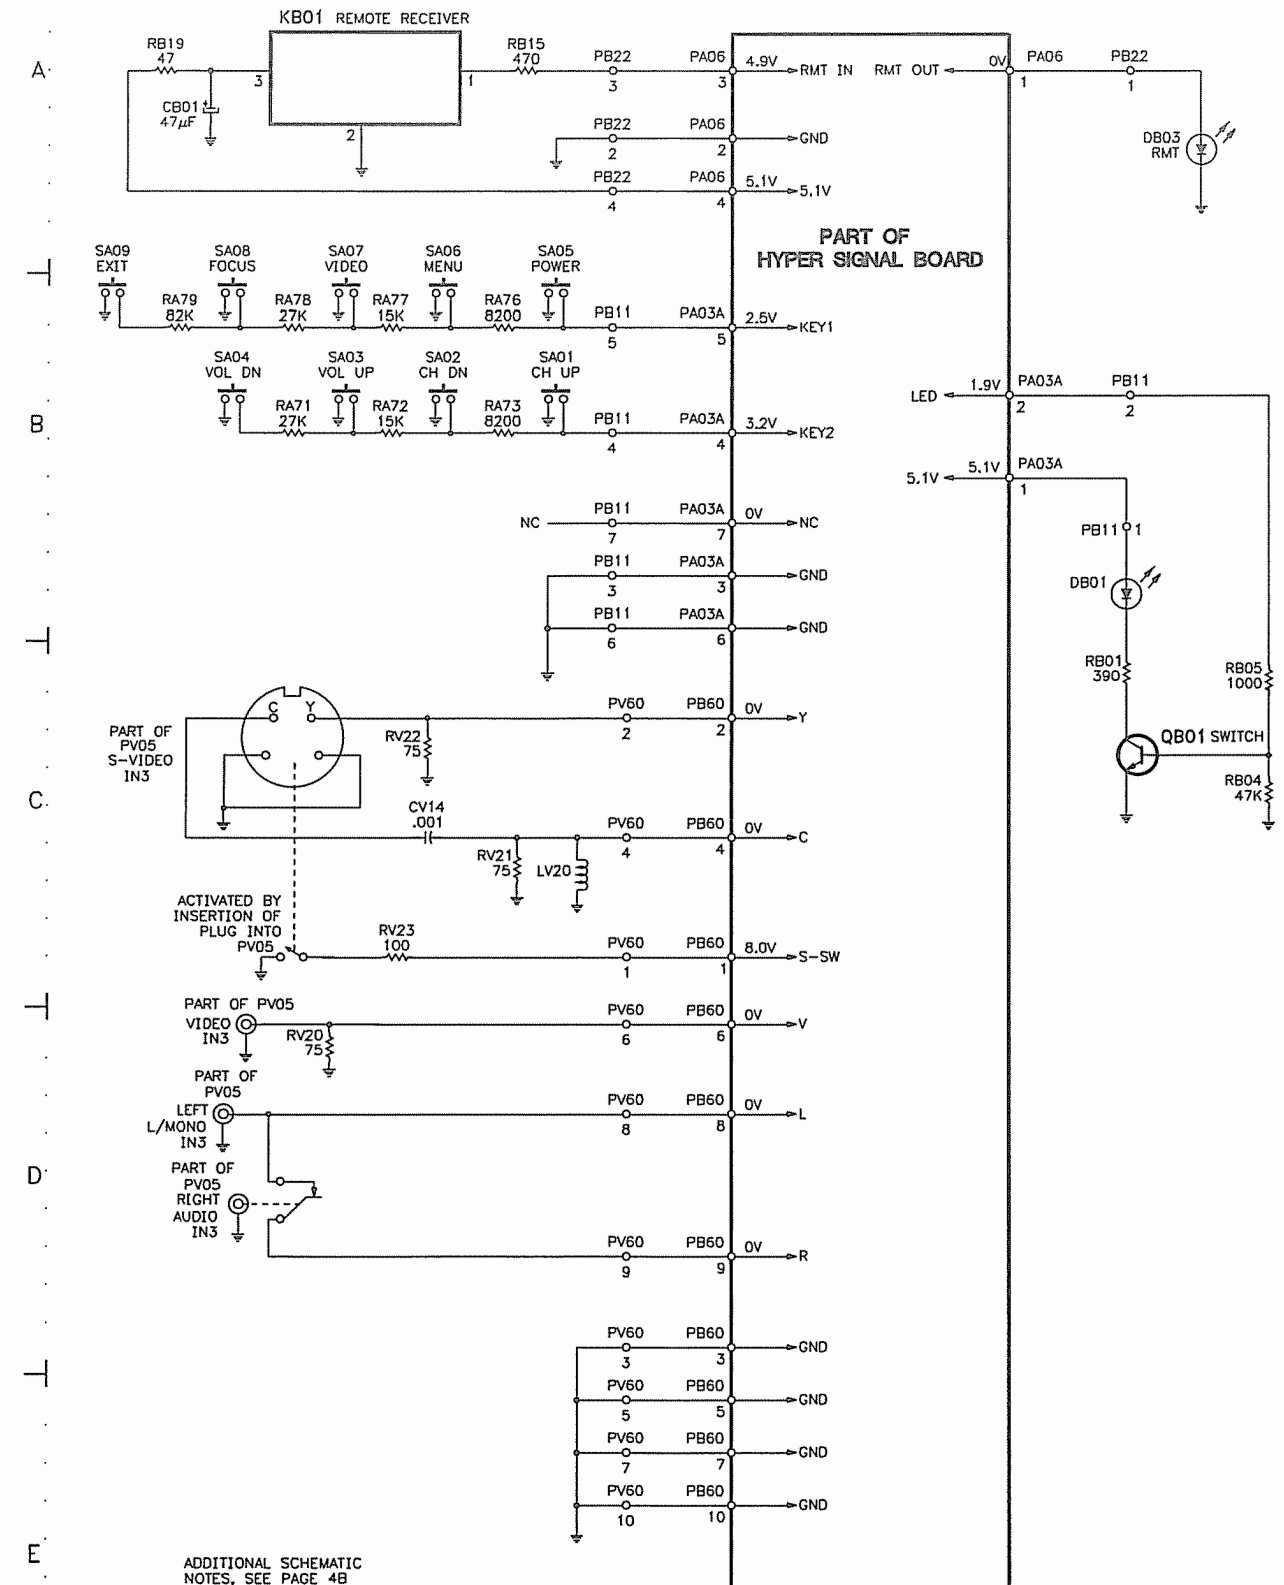 KB01 REMOTE RECEIVER
A
RB19
47
3
1
2
CB01
+
47µF
RB15
470
PB22
3
PA06
3
4.9V
RMT IN
RMT OUT
0V
PA06
1
PB22
1
DB03
RMT
PB22
2
PA06
2
GND
PB22
4
PA06
4
5.1V
5.1V
PART OF
HYPER SIGNAL BOARD
SA09
EXIT
SA08
FOCUS
SA07
VIDEO
SA06
MENU
SA05
POWER
RA79
82K
RA78
27K
RA77
15K
RA76
8200
PB11
5
PA03A
5
2.5V
KEY1
B
SA04
VOL DN
SA03
VOL UP
SA02
CH DN
SA01
CH UP
RA71
27K
RA72
15K
RA73
8200
PB11
4
PA03A
4
3.2V
KEY2
LED
1.9V
PA03A
2
PB11
2
5.1V
5.1V
PA03A
1
PB11 1
DB01
RB01
390
RB05
1000
QB01 SWITCH
RB04
47K
NC
PB11
7
PA03A
7
0V
NC
PB11
3
PA03A
3
GND
PB11
6
PA03A
6
GND
C
PART OF
PV05
S-VIDEO
IN3
C Y
RV22
75
PV60
2
PB60
2
0V
Y
CV14
.001
RV21
75
LV20
PV60
4
PB60
4
0V
C
ACTIVATED BY
INSERTION OF
PLUG INTO
PV05
RV23
100
PV60
1
PB60
1
8.0V
S-SW
PART OF PV05
VIDEO
IN3
RV20
75
PV60
6
PB60
6
0V
V
D
PART OF
PV05
LEFT
L/MONO
IN3
PV60
8
PB60
8
0V
L
PART OF
PV05
RIGHT
AUDIO
IN3
PV60
9
PB60
9
0V
R
PV60
3
PB60
3
GND
PV60
5
PB60
5
GND
PV60
7
PB60
7
GND
PV60
10
PB60
10
GND
E
ADDITIONAL SCHEMATIC
NOTES, SEE PAGE 4B